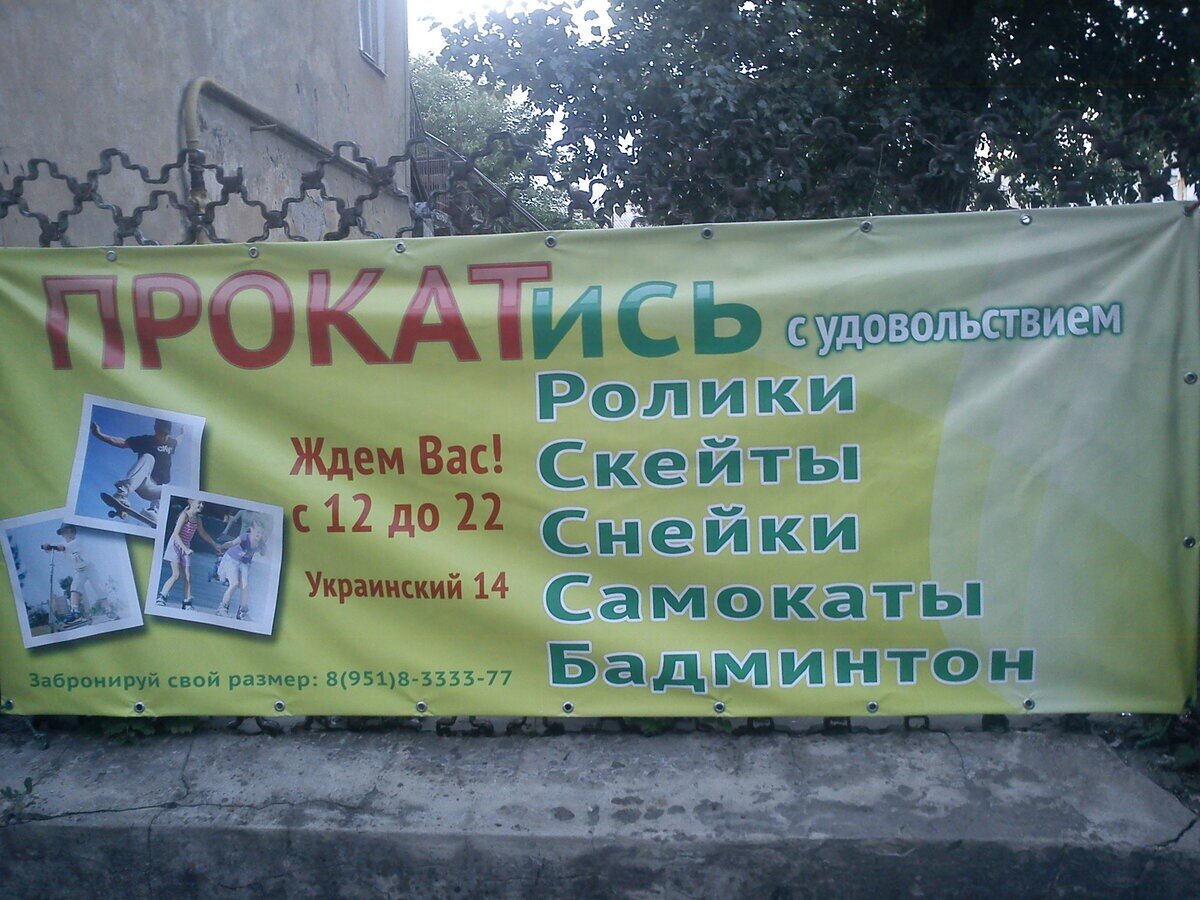 ПРОКАТись с удовольствием
Ждем Вас!
с 12 до 22
Украинский 14
Забронируй свой размер: 8(951)8-3333-77
Ролики
Скейты
Снейки
Самокаты
Бадминтон